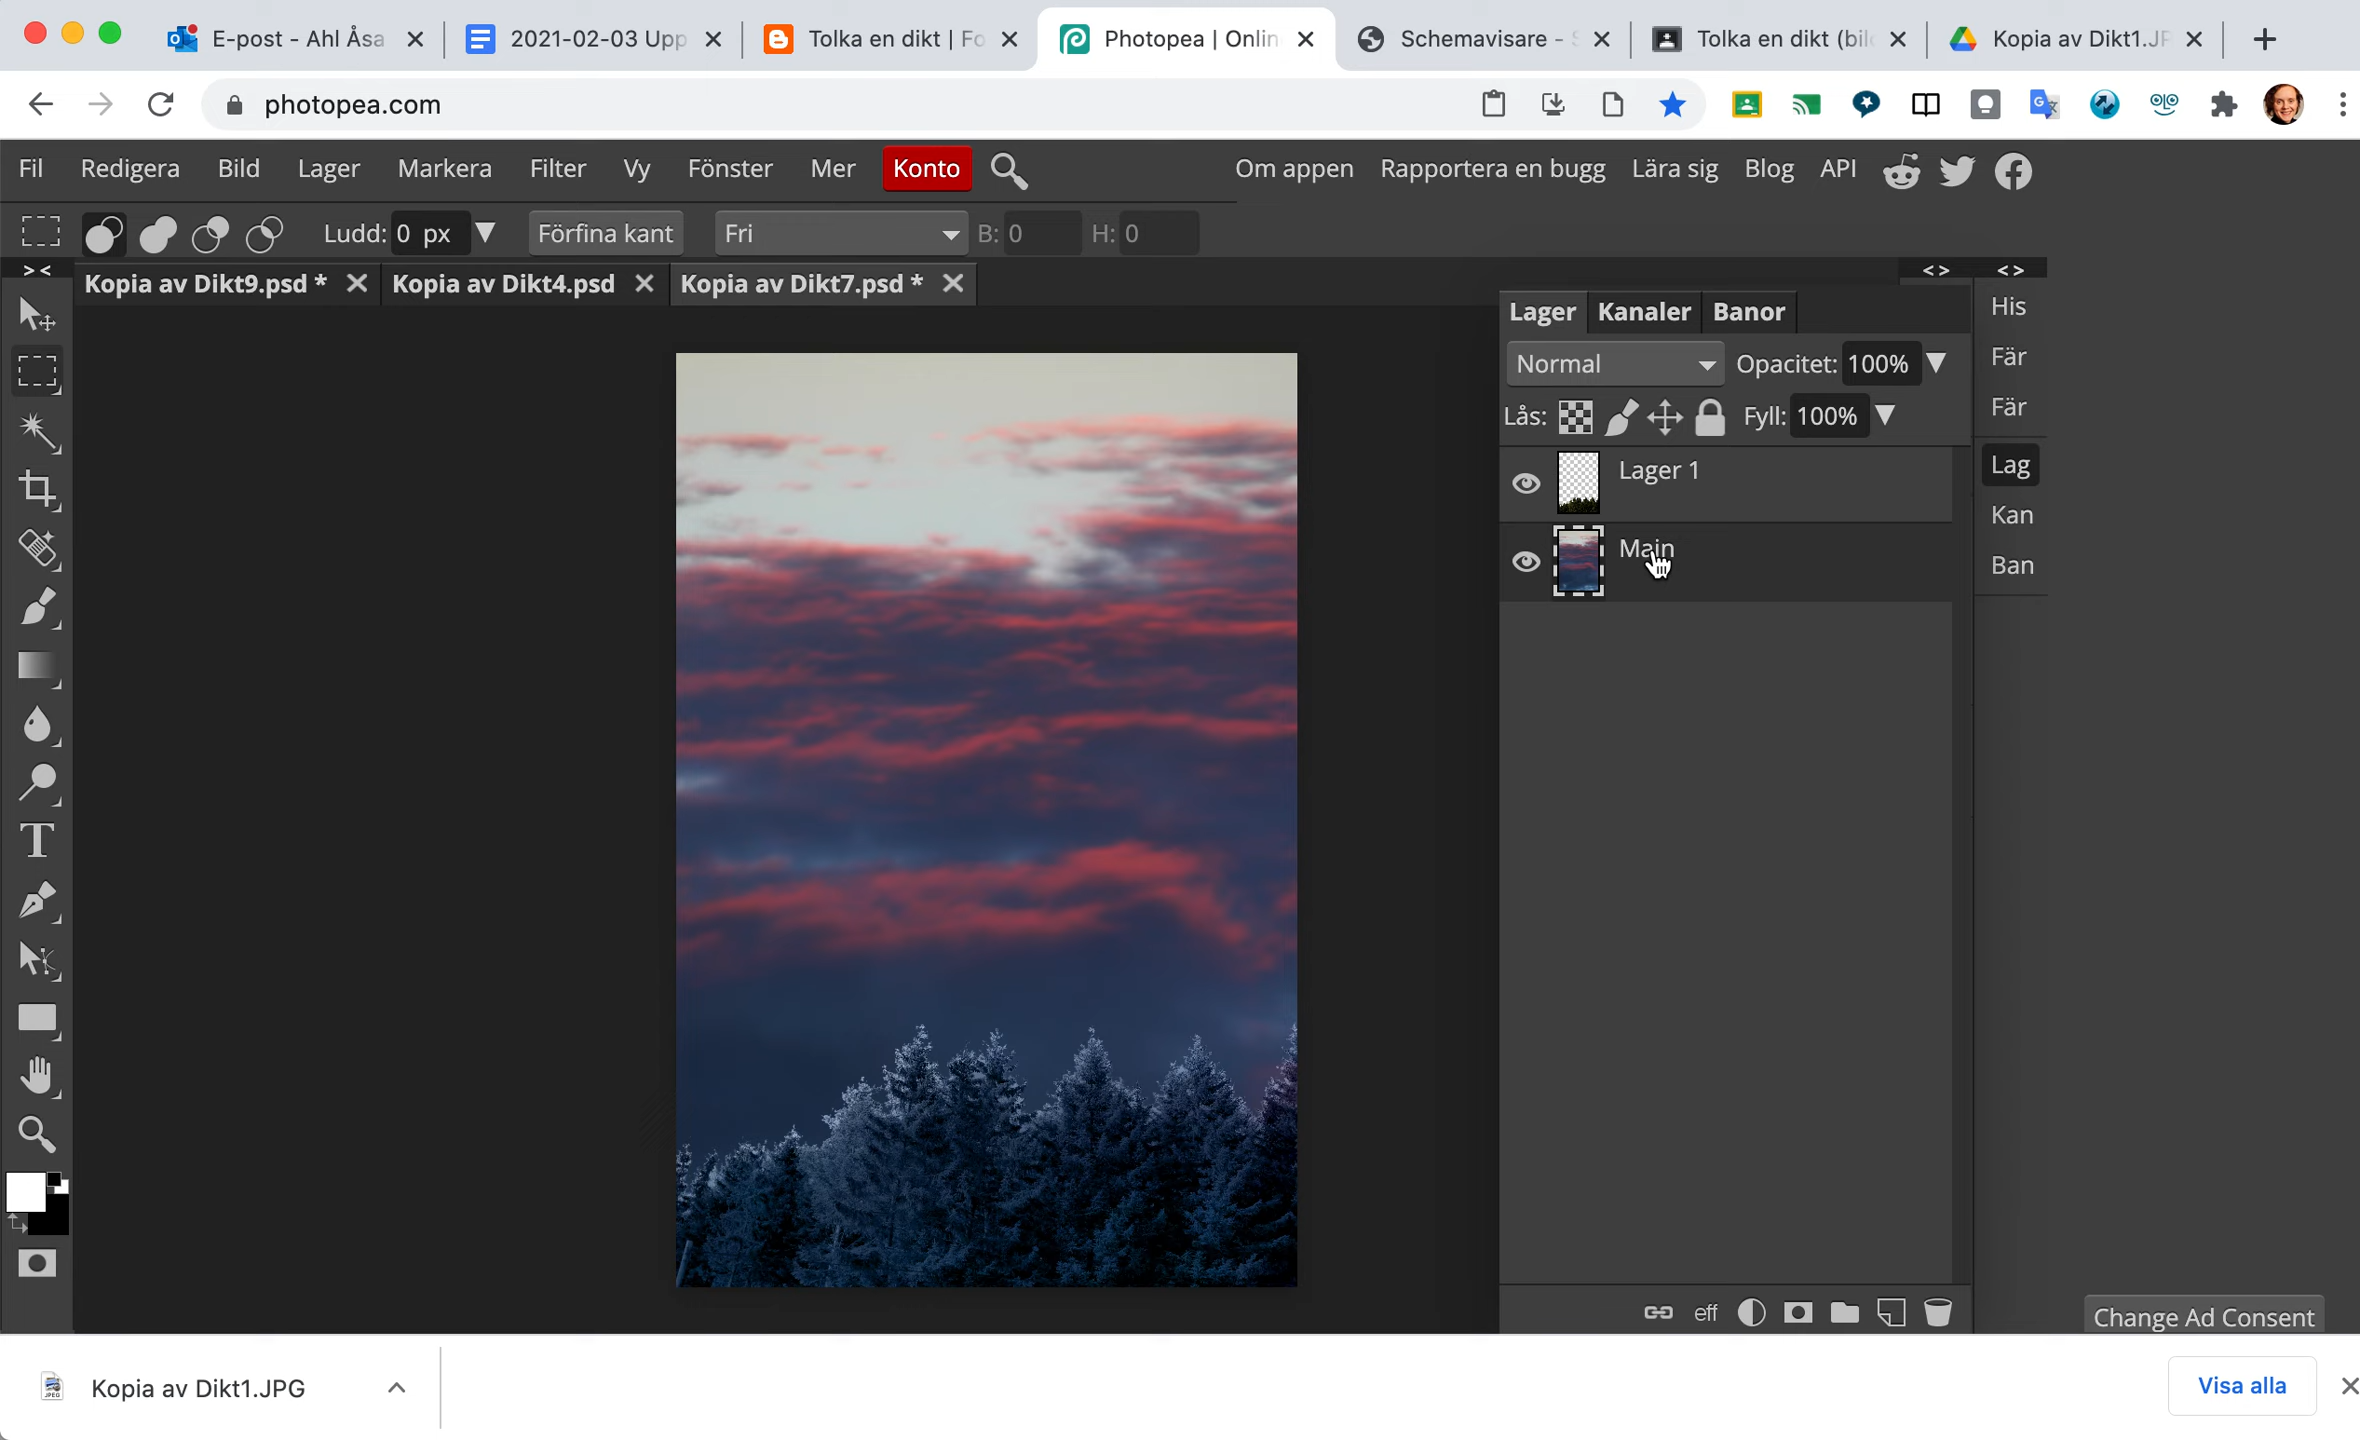 E-post - Ahl Åsa
2021-02-03 Upp
Tolka en dikt | Fo
Photopea | Onlin
Schemavisare - S
Tolka en dikt (bil
Kopia av Dikt1.JP
photopea.com
Fil Redigera Bild Lager Markera Filter Vy Fönster Mer Konto Om appen Rapportera en bugg Lära sig Blog API
Ludd: 0 px Förfina kant Fri B: 0 H: 0
> < < > < >
Kopia av Dikt9.psd * Kopia av Dikt4.psd Kopia av Dikt7.psd *
Lager Kanaler Banor
Normal Opacitet: 100%
Lås: Fyll: 100%
Lager 1
Main
His
Fär
Fär
Lag
Kan
Ban
eff
Change Ad Consent
Kopia av Dikt1.JPG
Visa alla